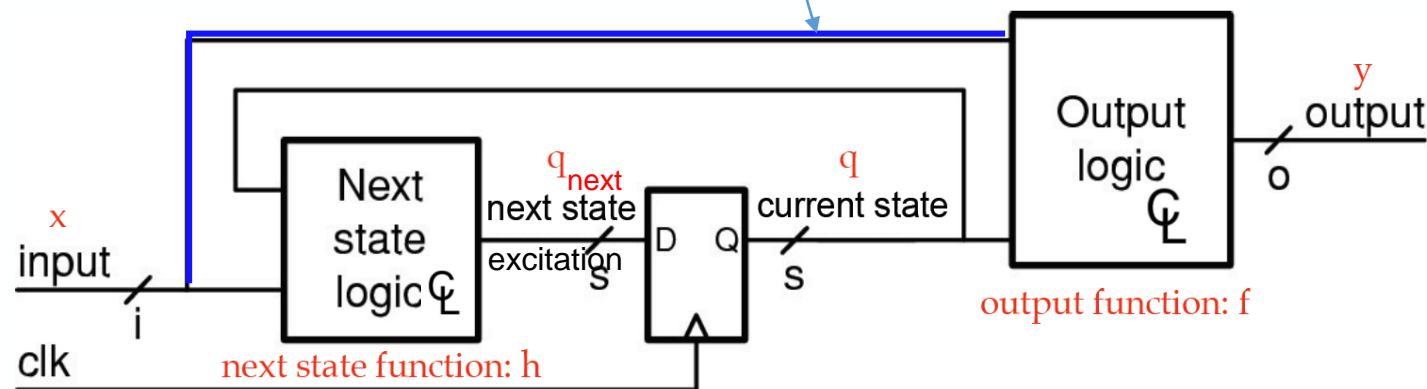 x
input
i
clk
Next
state
logic CL
next state function: h
q next
next state
excitation
s
D Q
q
current state
s
Output
logic
CL
output function: f
y
output
o